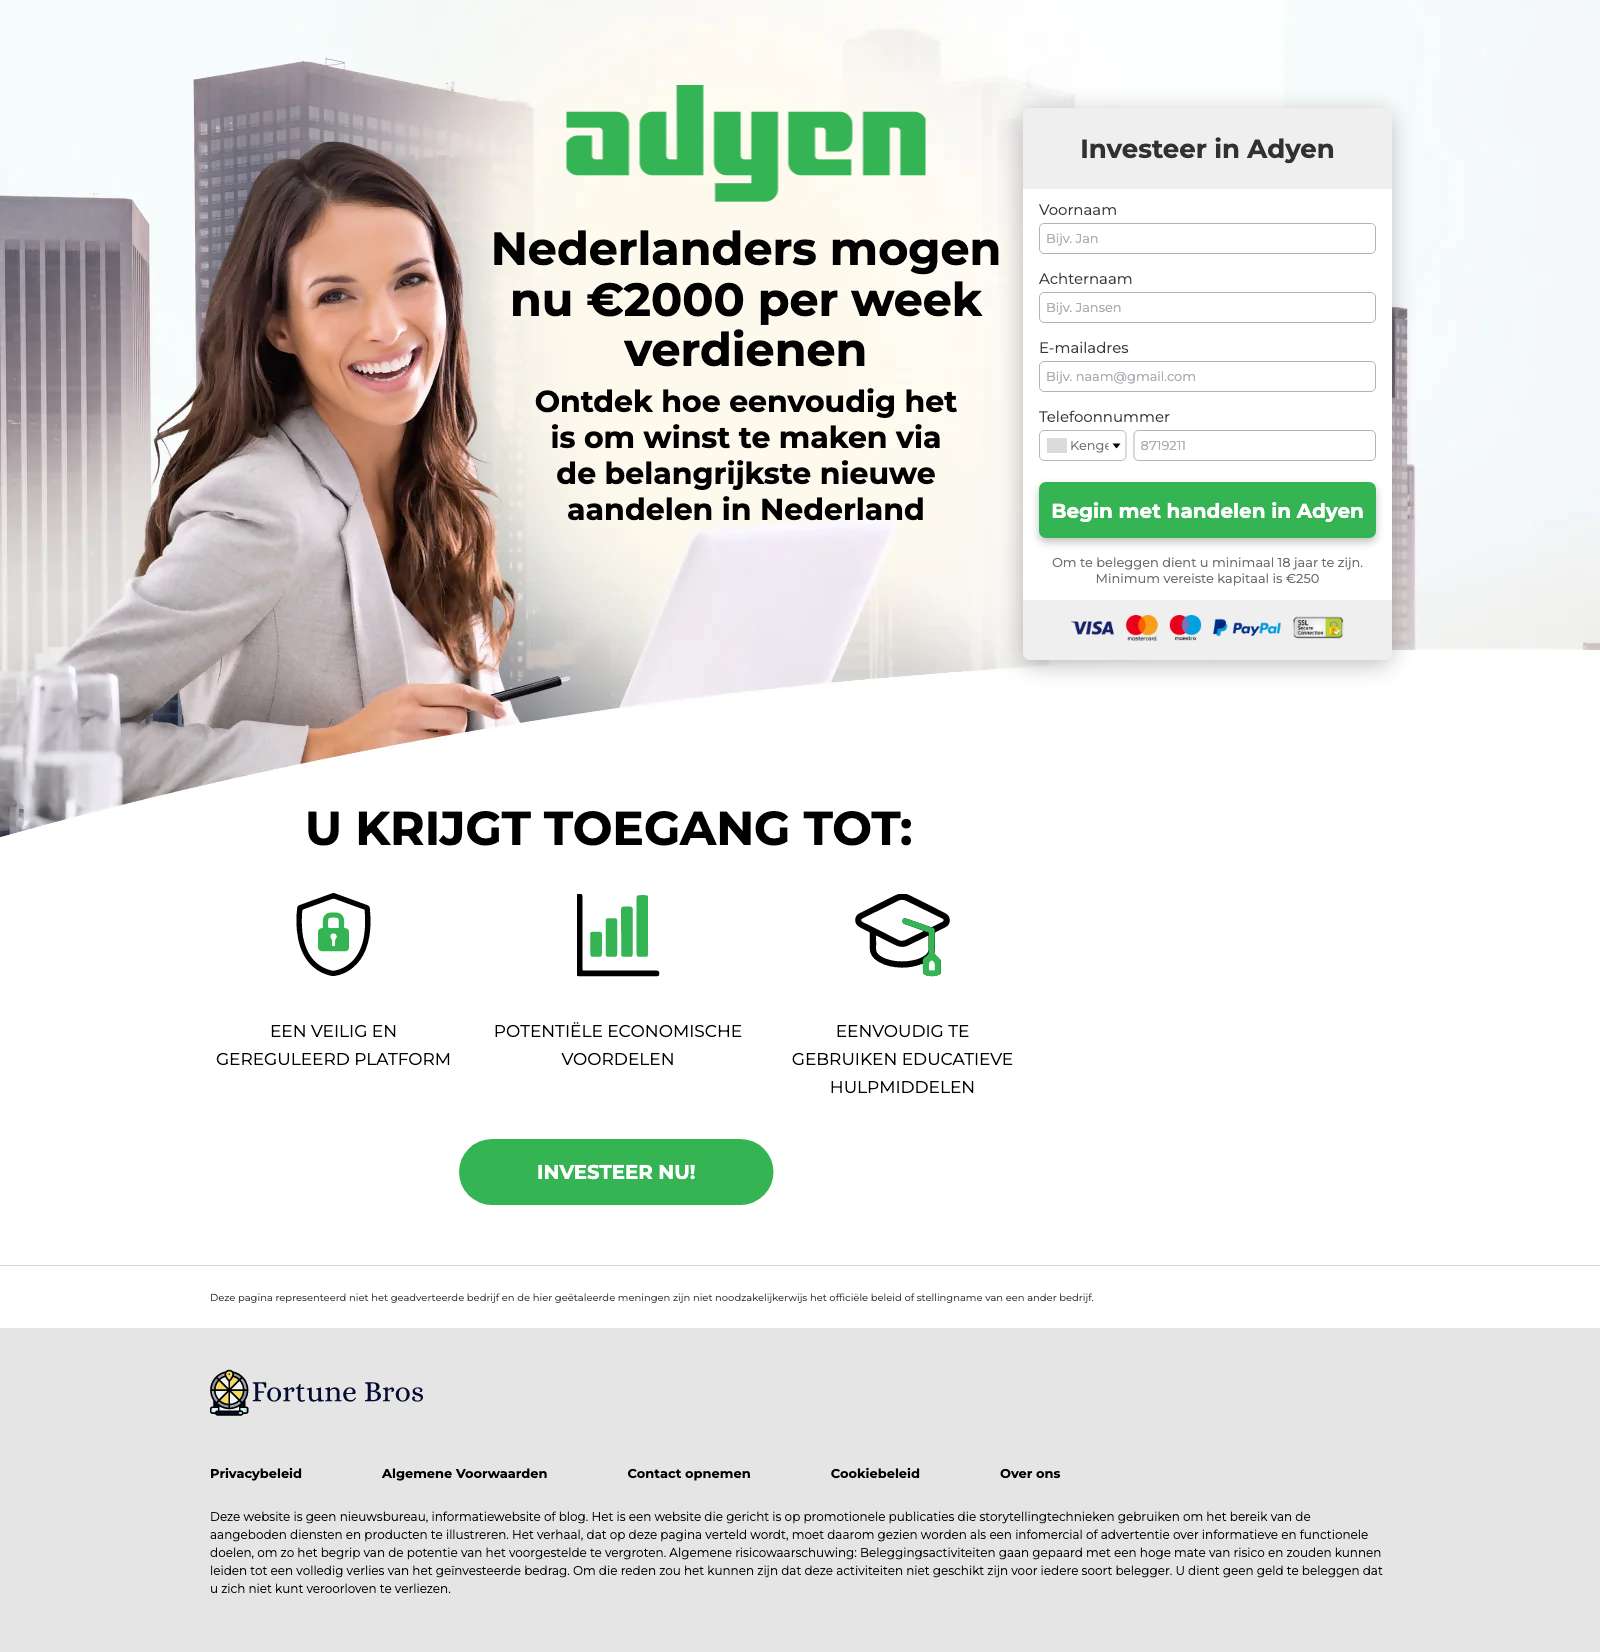 adyen
Nederlanders mogen
nu €2000 per week
verdienen
Ontdek hoe eenvoudig het
is om winst te maken via
de belangrijkste nieuwe
aandelen in Nederland
Investeer in Adyen
Voornaam
Bijv. Jan
Achternaam
Bijv. Jansen
E-mailadres
Bijv. naam@gmail.com
Telefoonnummer
8719211
Begin met handelen in Adyen
Om te beleggen dient u minimaal 18 jaar te zijn.
Minimum vereiste kapitaal is €250
VISA mastercard maestro PayPal SSL Secure Connection
U KRIJGT TOEGANG TOT:
EEN VEILIG EN
GEREGULEERD PLATFORM
POTENTIËLE ECONOMISCHE
VOORDELEN
EENVOUDIG TE
GEBRUIKEN EDUCATIEVE
HULPMIDDELEN
INVESTEER NU!
Deze pagina representeerd niet het geadverteerde bedrijf en de hier geëtaleerde meningen zijn niet noodzakelijkerwijs het officiële beleid of stellingname van een ander bedrijf.
Fortune Bros
Privacybeleid Algemene Voorwaarden Contact opnemen Cookiebeleid Over ons
Deze website is geen nieuwsbureau, informatiewebsite of blog. Het is een website die gericht is op promotionele publicaties die storytellingtechnieken gebruiken om het bereik van de
aangeboden diensten en producten te illustreren. Het verhaal, dat op deze pagina verteld wordt, moet daarom gezien worden als een infomercial of advertentie over informatieve en functionele
doelen, om zo het begrip van de potentie van het voorgestelde te vergroten. Algemene risicowaarschuwing: Beleggingsactiviteiten gaan gepaard met een hoge mate van risico en zouden kunnen
leiden tot een volledig verlies van het geïnvesteerde bedrag. Om die reden zou het kunnen zijn dat deze activiteiten niet geschikt zijn voor iedere soort belegger. U dient geen geld te beleggen dat
u zich niet kunt veroorloven te verliezen.